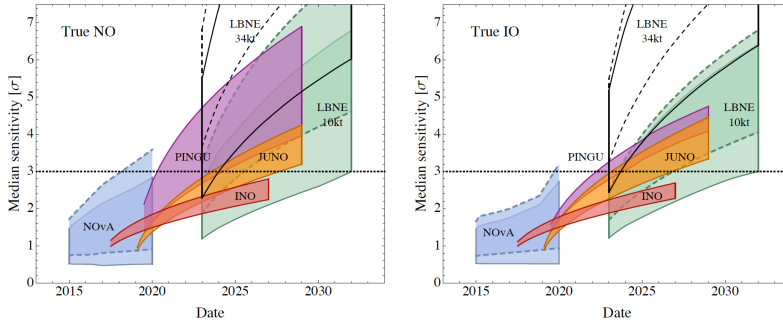 True NO
LBNE
34kt
LBNE
10kt
PINGU
JUNO
INO
NOvA
Median sensitivity [σ]
7
6
5
4
3
2
1
0
2015
2020
2025
2030
Date
True IO
LBNE
34kt
LBNE
10kt
PINGU
JUNO
INO
NOvA
Median sensitivity [σ]
7
6
5
4
3
2
1
0
2015
2020
2025
2030
Date